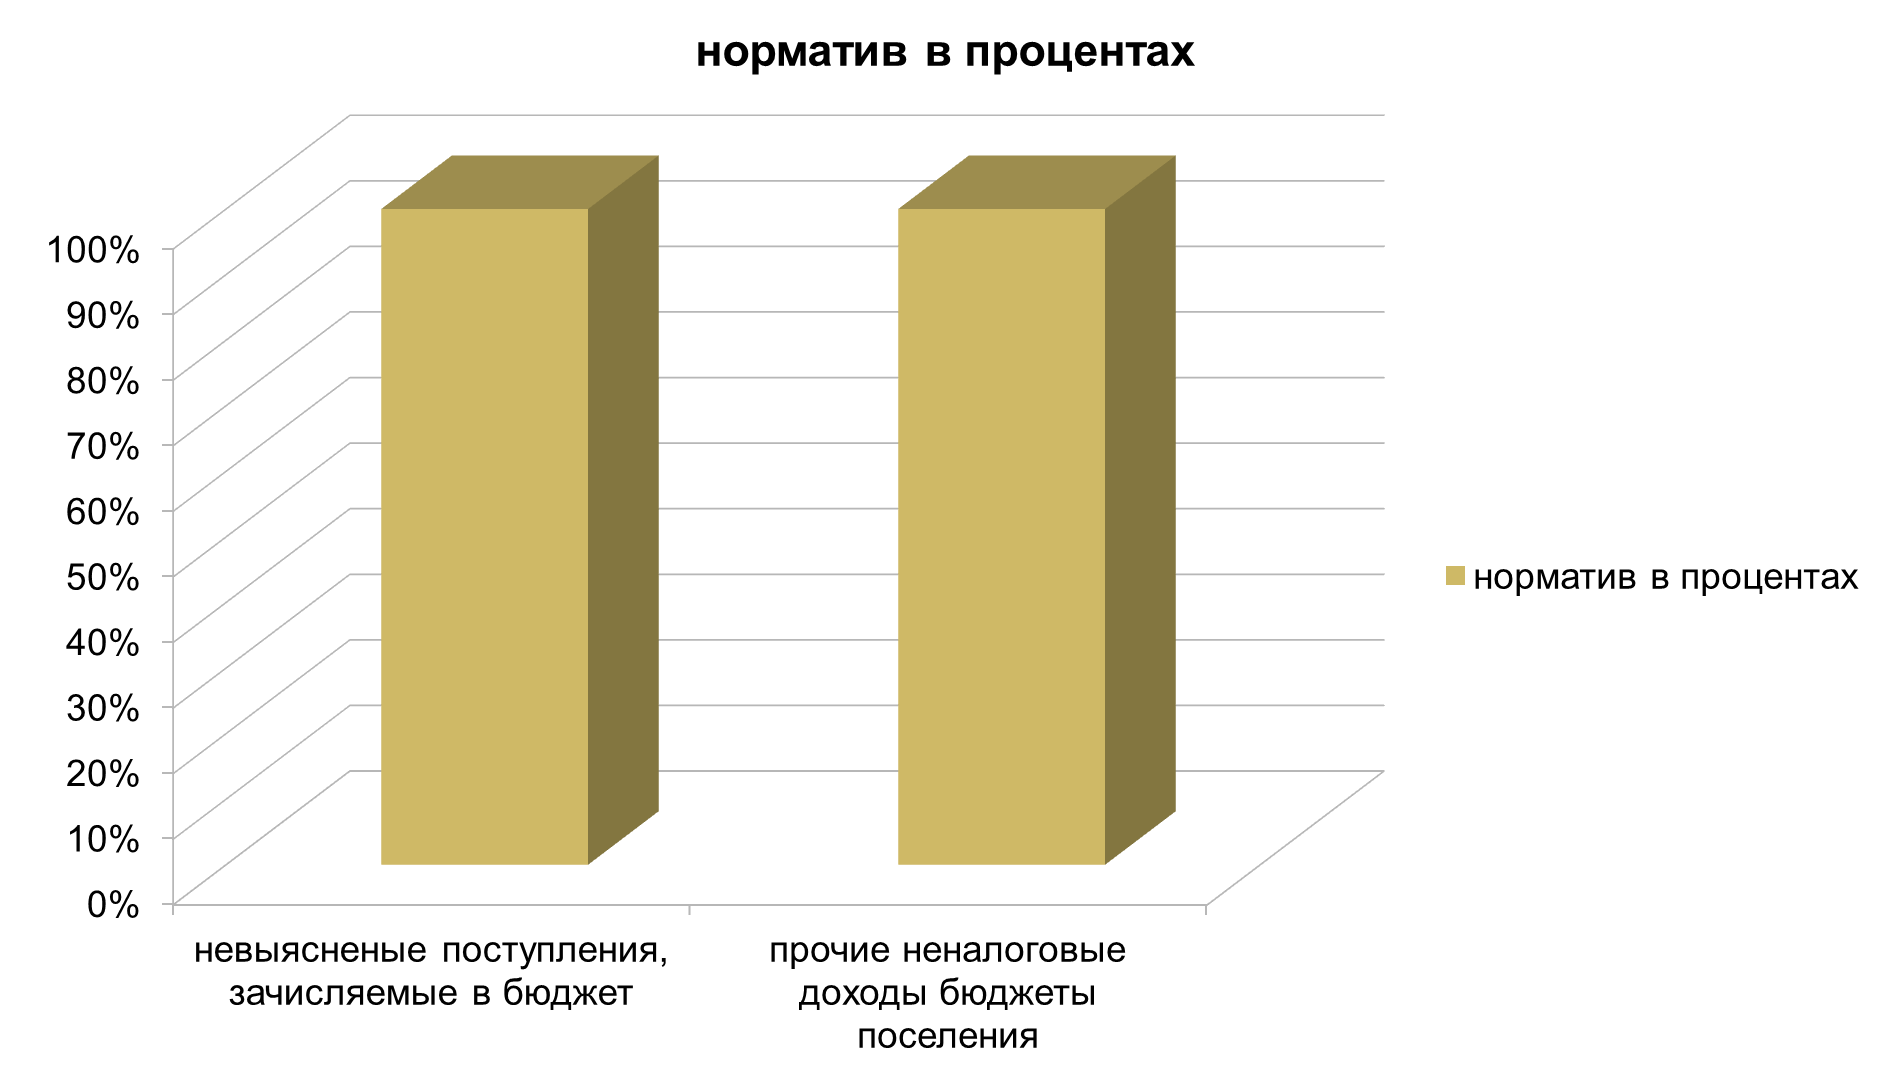 норматив в процентах
100%
90%
80%
70%
60%
50%
40%
30%
20%
10%
0%
невыясненые поступления,
зачисляемые в бюджет
прочие неналоговые
доходы бюджеты
поселения
норматив в процентах